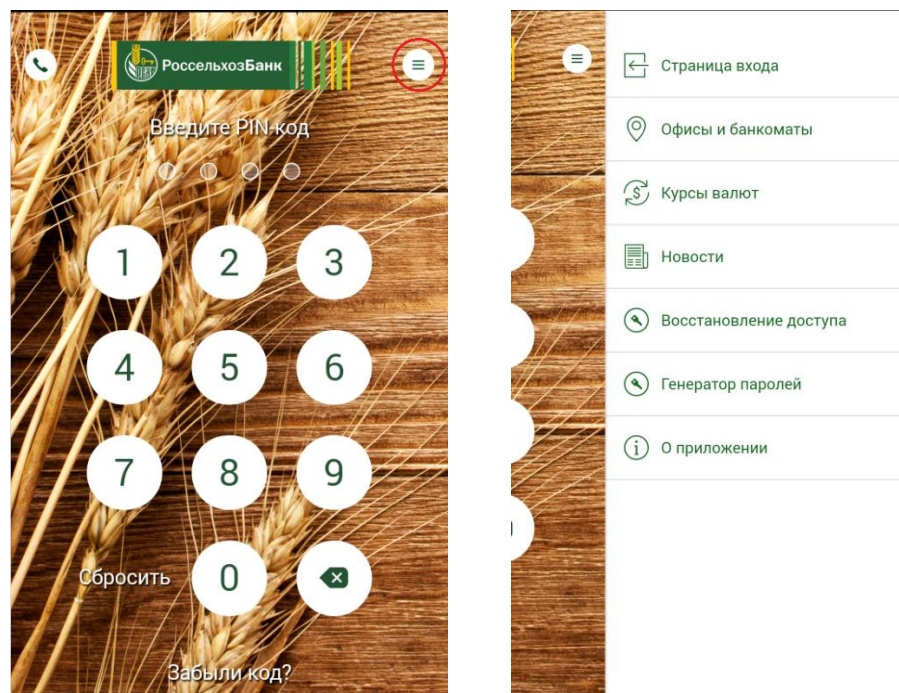 РоссельхозБанк
Введите PIN-код
1 2 3
4 5 6
7 8 9
Сбросить 0
Забыли код?
Страница входа
Офисы и банкоматы
Курсы валют
Новости
Восстановление доступа
Генератор паролей
О приложении